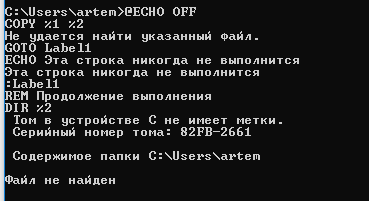 C:\Users\artem>@ECHO OFF
COPY %1 %2
Не удается найти указанный файл.
GOTO Label1
ECHO Эта строка никогда не выполнится
Эта строка никогда не выполнится
:Label1
REM Продолжение выполнения
DIR %2
Том в устройстве C не имеет метки.
Серийный номер тома: 82FB-2661
Содержимое папки C:\Users\artem
Файл не найден